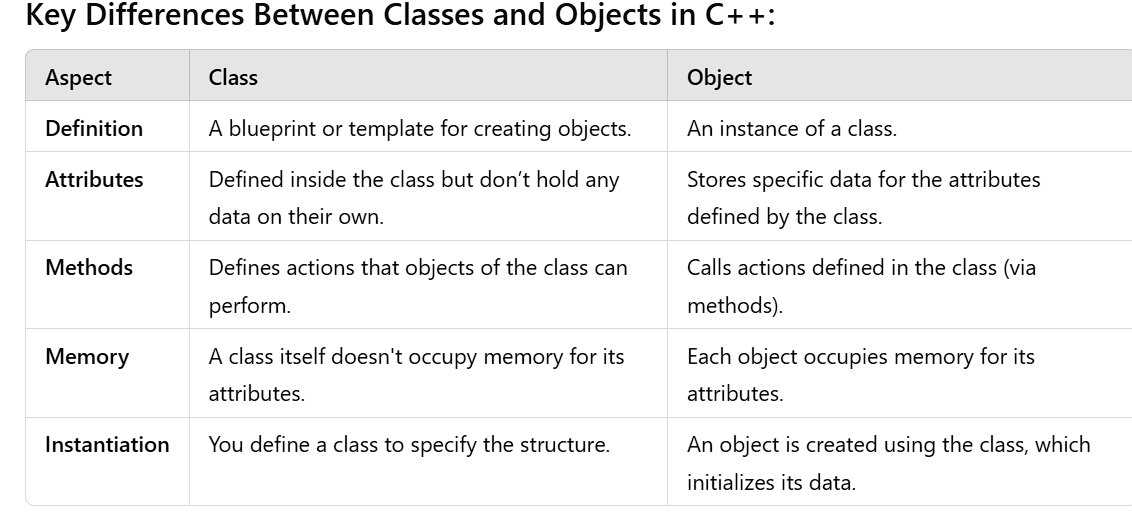 Key Differences Between Classes and Objects in C++:
Aspect Class Object
Definition A blueprint or template for creating objects. An instance of a class.
Attributes Defined inside the class but don’t hold any Stores specific data for the attributes
data on their own. defined by the class.
Methods Defines actions that objects of the class can Calls actions defined in the class (via
perform. methods).
Memory A class itself doesn't occupy memory for its Each object occupies memory for its
attributes. attributes.
Instantiation You define a class to specify the structure. An object is created using the class, which
initializes its data.